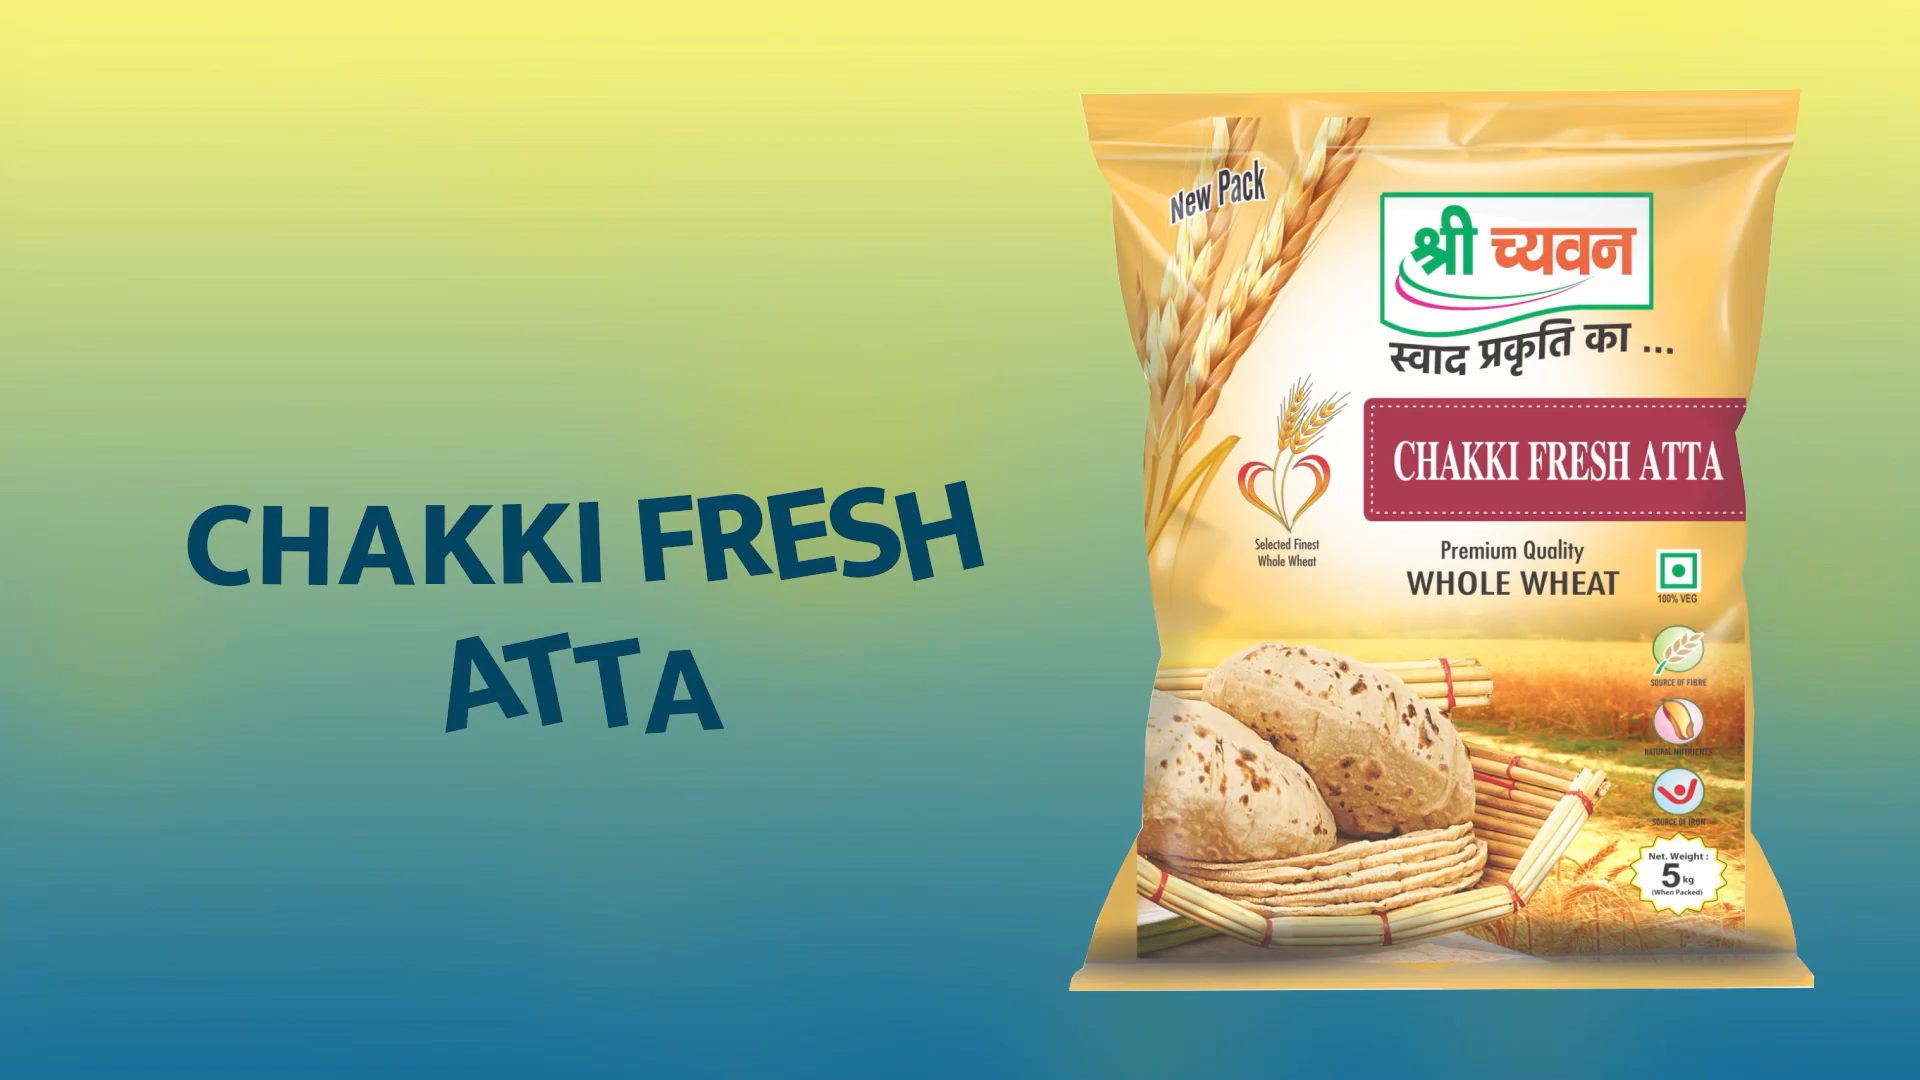 CHAKKI FRESH
ATTA
New Pack
श्री च्यवन
स्वाद प्रकृति का ...
CHAKKI FRESH ATTA
Selected Finest
Whole Wheat
Premium Quality
WHOLE WHEAT
100% VEG
SOURCE OF FIBRE
NATURAL NUTRIENTS
SOURCE OF IRON
Net. Weight :
5 kg
(When Packed)